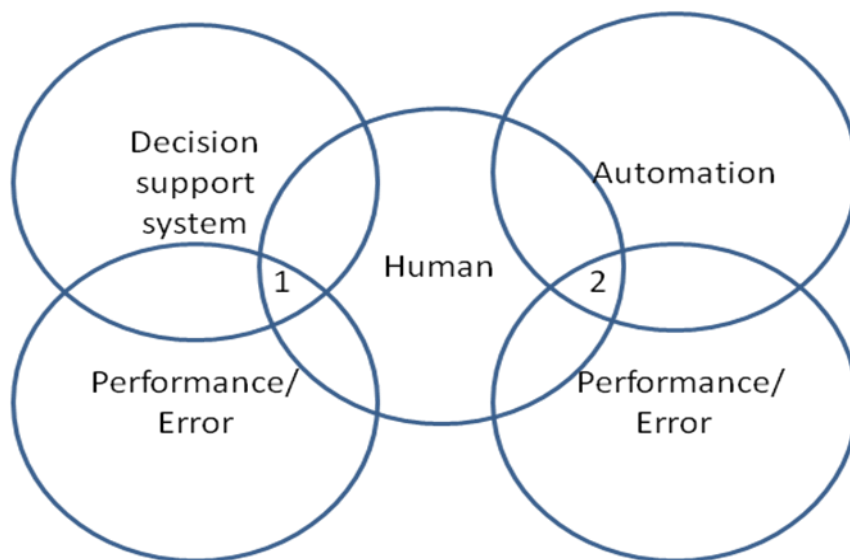 Decision
support
system
Automation
Human
1
2
Performance/
Error
Performance/
Error